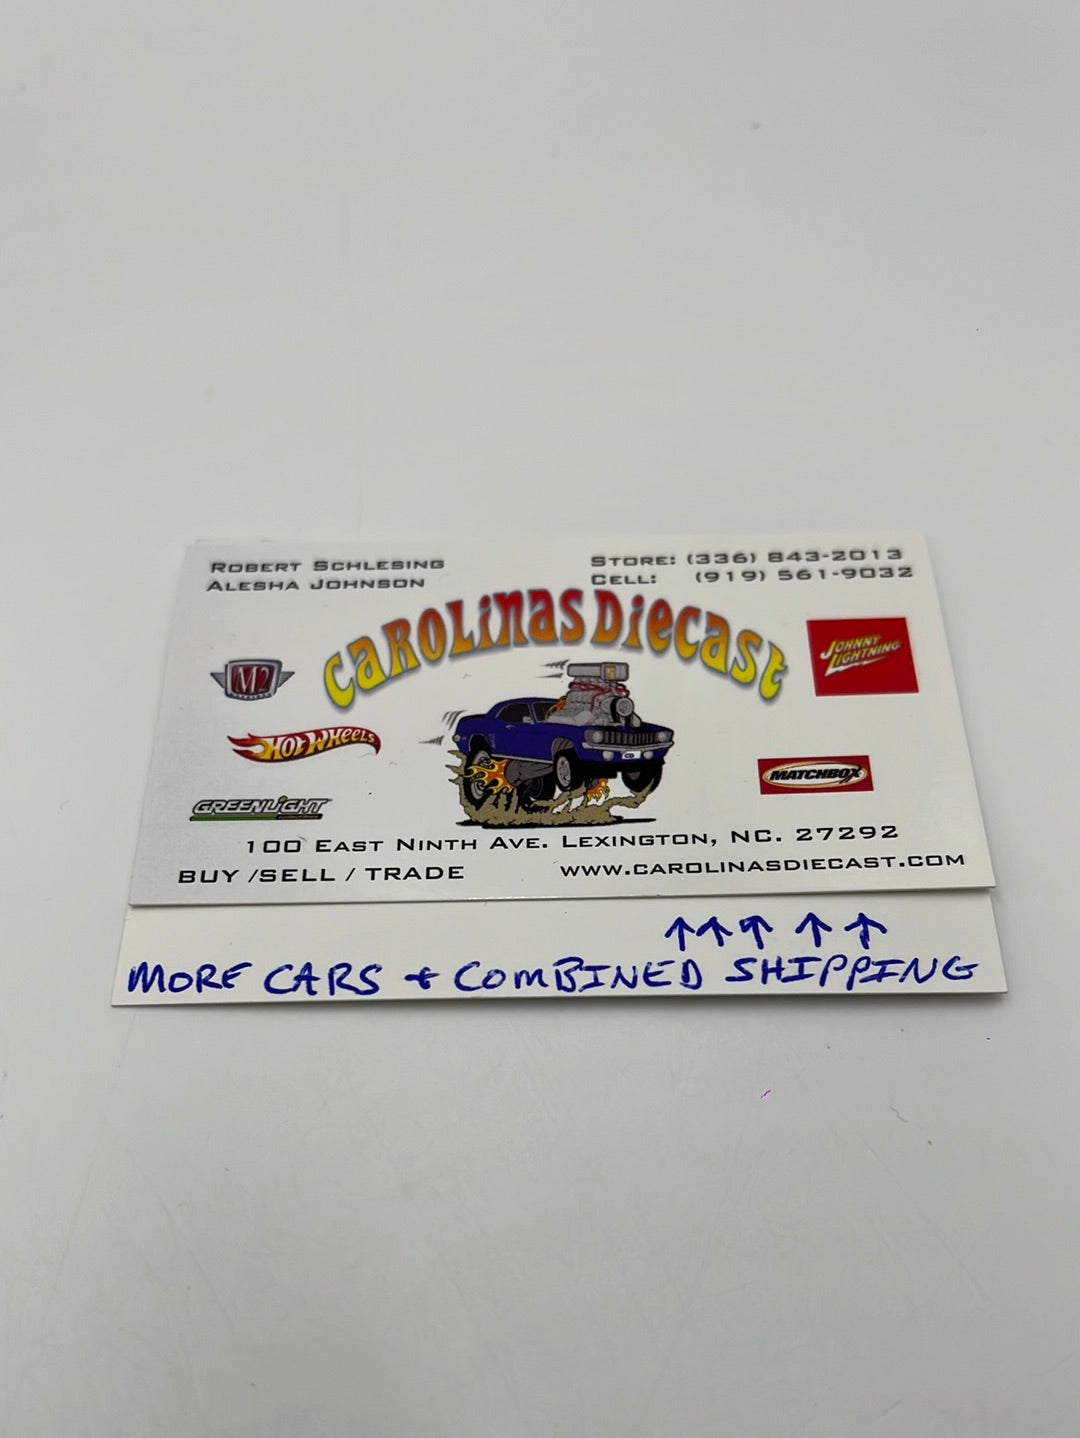 Robert Schlesing
Alesha Johnson
Store: (336) 843-2013
Cell: (919) 561-9032
Carolinas Diecast
M2
Johnny Lightning
Hot Wheels
Matchbox
Greenlight
100 East Ninth Ave. Lexington, NC. 27292
BUY /SELL / TRADE
www.carolinasdiecast.com
↑↑↑ ↑ ↑
MORE CARS + COMBINED SHIPPING